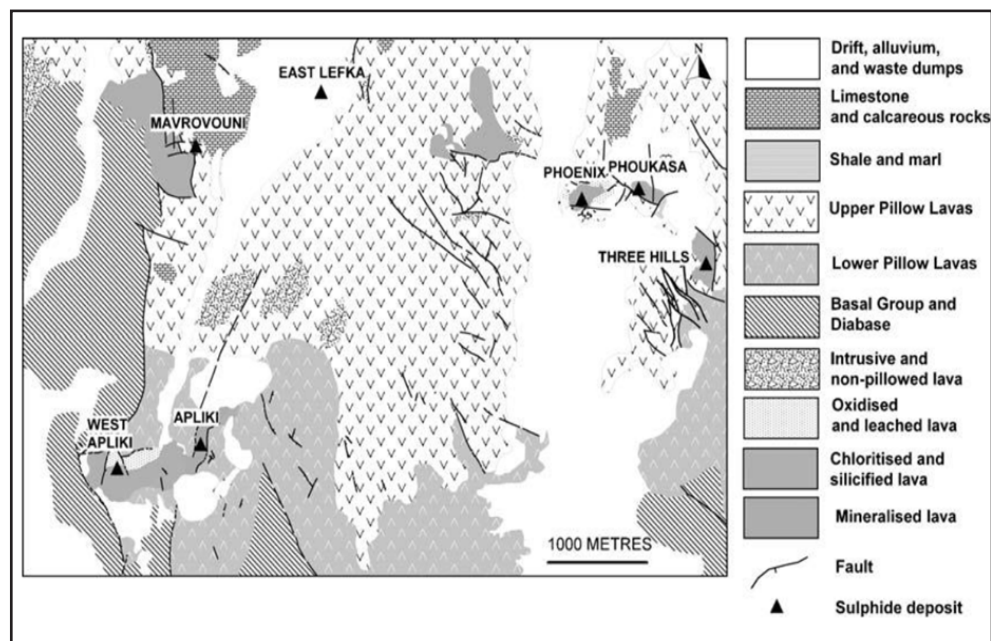 EAST LEFKA
N
MAVROVOUNI
PHOENIX
PHOUKASA
THREE HILLS
WEST
APLIKI
APLIKI
1000 METRES
Drift, alluvium,
and waste dumps
Limestone
and calcareous rocks
Shale and marl
Upper Pillow Lavas
Lower Pillow Lavas
Basal Group and
Diabase
Intrusive and
non-pillowed lava
Oxidised
and leached lava
Chloritised and
silicified lava
Mineralised lava
Fault
Sulphide deposit